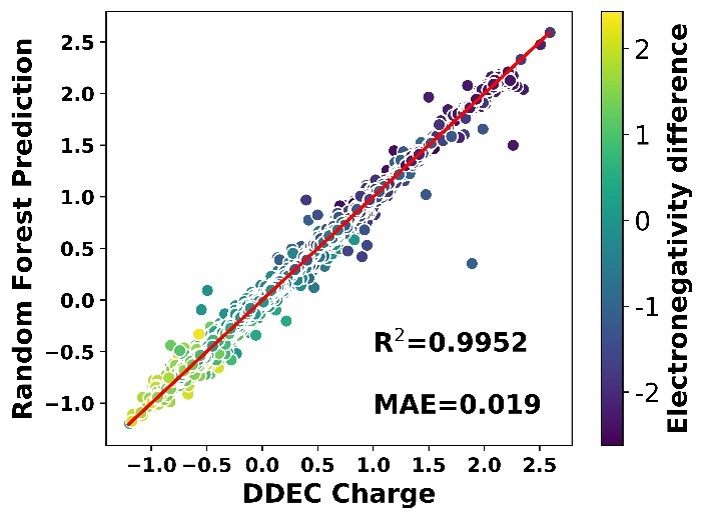 Random Forest Prediction
2.5
2.0
1.5
1.0
0.5
0.0
−0.5
−1.0
R²=0.9952
MAE=0.019
−1.0 −0.5 0.0 0.5 1.0 1.5 2.0 2.5
DDEC Charge
2
1
0
-1
-2
Electronegativity difference